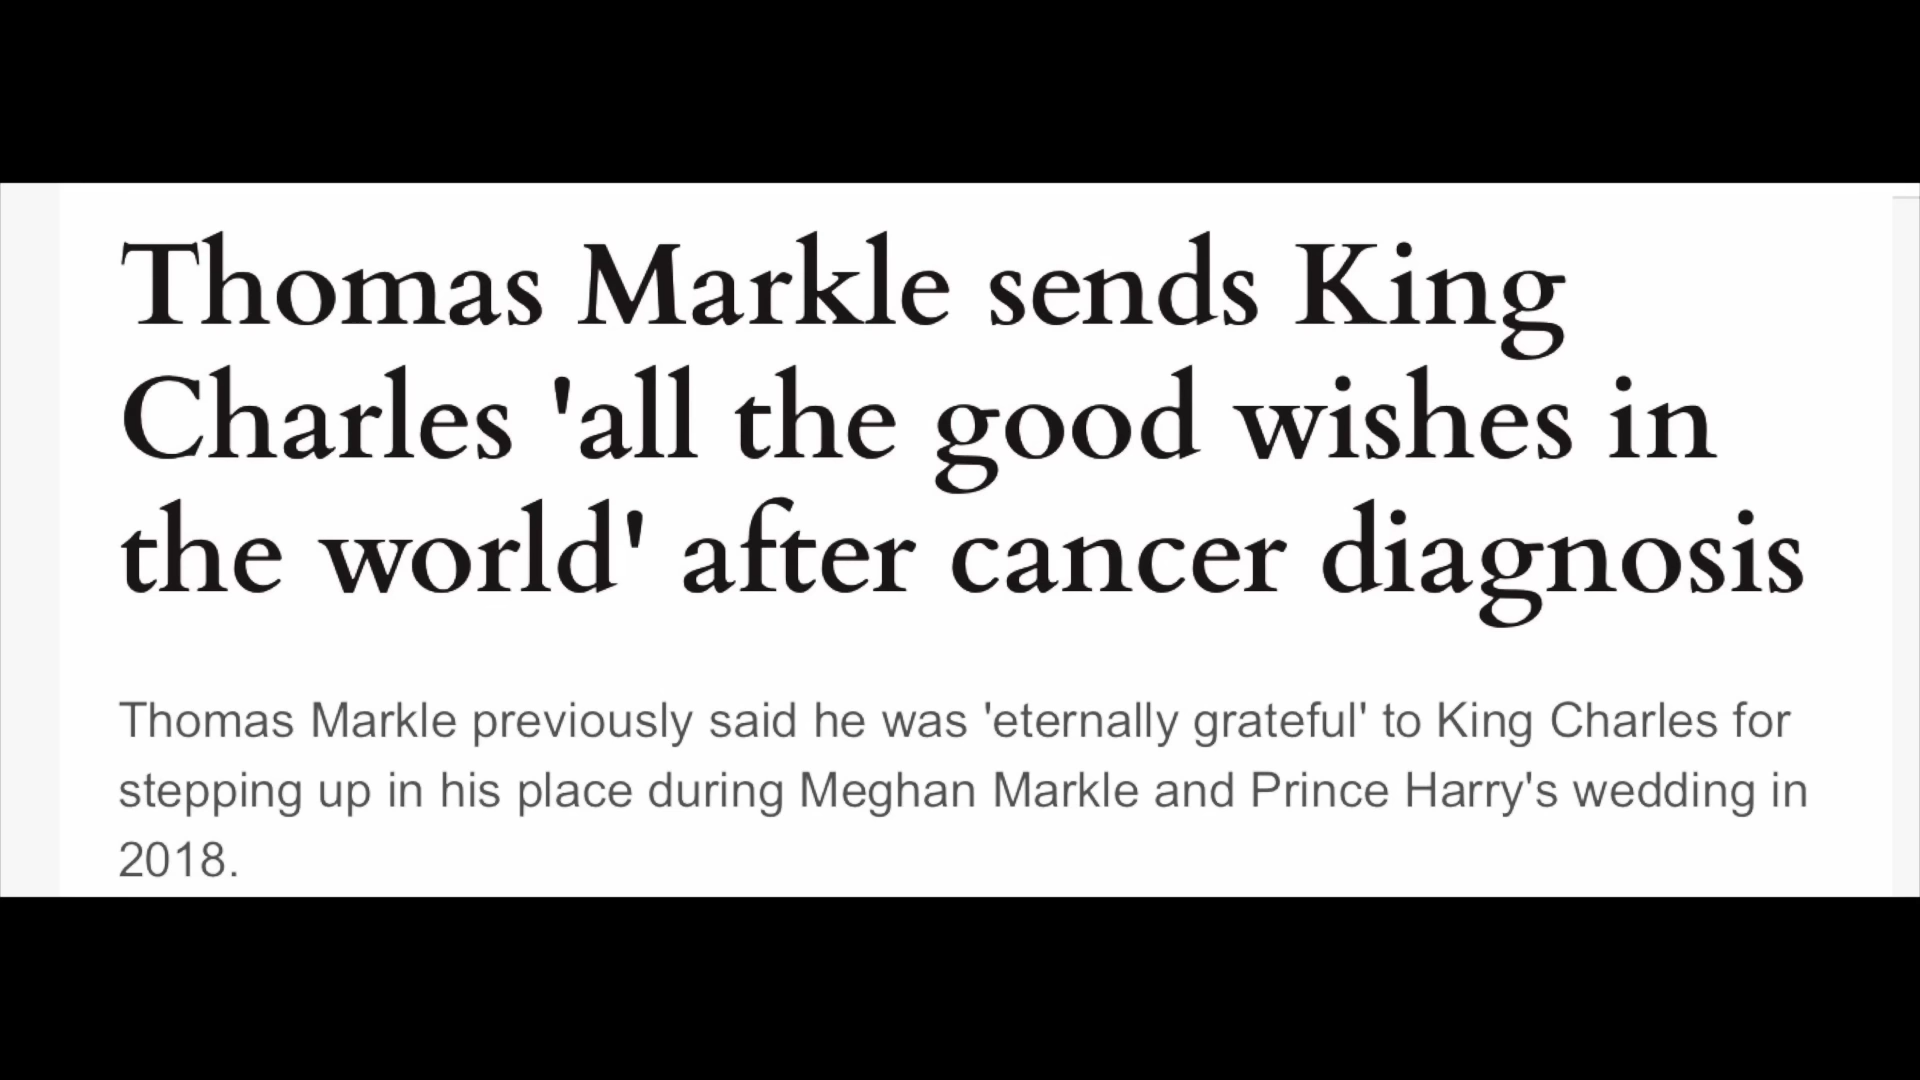 Thomas Markle sends King
Charles 'all the good wishes in
the world' after cancer diagnosis
Thomas Markle previously said he was 'eternally grateful' to King Charles for
stepping up in his place during Meghan Markle and Prince Harry's wedding in
2018.